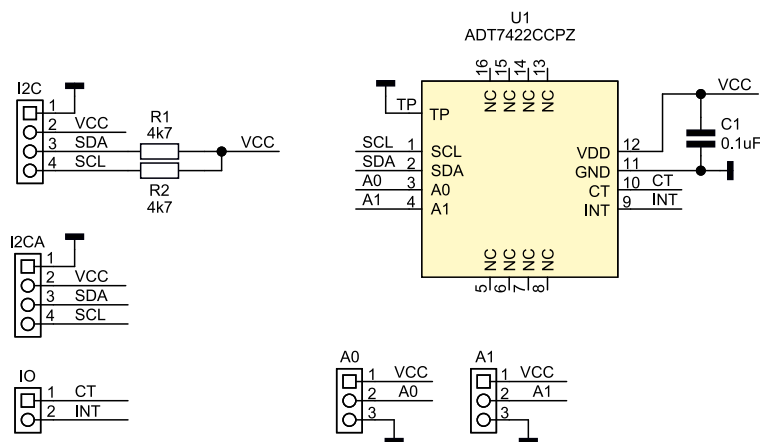 U1
ADT7422CCPZ
16 15 14 13
NC NC NC NC
TP
TP
SCL 1 SCL
SDA 2 SDA
A0 3 A0
A1 4 A1
VDD 12
GND 11
CT 10 CT
INT 9 INT
NC NC NC NC
5 6 7 8
VCC
C1
0.1uF
I2C
1
2 VCC
3 SDA
4 SCL
R1
4k7
R2
4k7
VCC
I2CA
1
2 VCC
3 SDA
4 SCL
IO
1 CT
2 INT
A0
1 VCC
2 A0
3
A1
1 VCC
2 A1
3